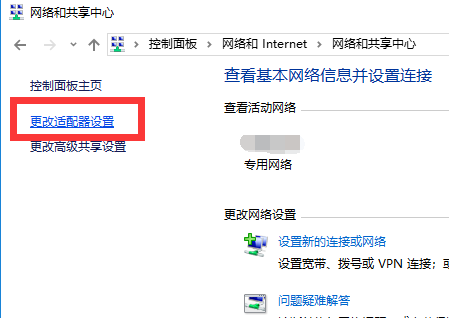 网络和共享中心
控制面板 › 网络和 Internet › 网络和共享中心
控制面板主页
更改适配器设置
更改高级共享设置
查看基本网络信息并设置连接
查看活动网络
专用网络
更改网络设置
设置新的连接或网络
设置宽带、拨号或 VPN 连接；或
问题疑难解答